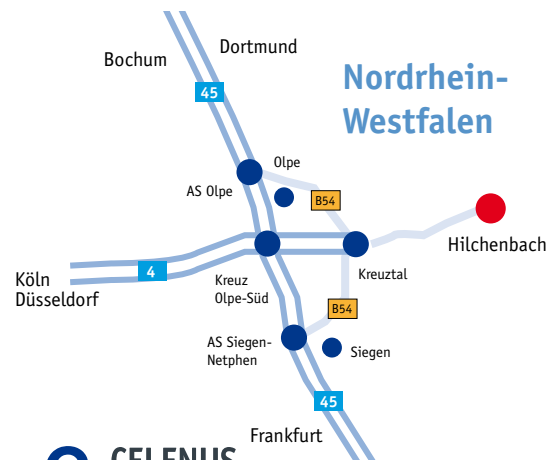 Dortmund
Bochum
Nordrhein-
Westfalen
45
Olpe
AS Olpe
B54
Hilchenbach
4
Köln
Düsseldorf
Kreuz
Olpe-Süd
Kreuztal
B54
AS Siegen-
Netphen
Siegen
45
Frankfurt
CELENUS